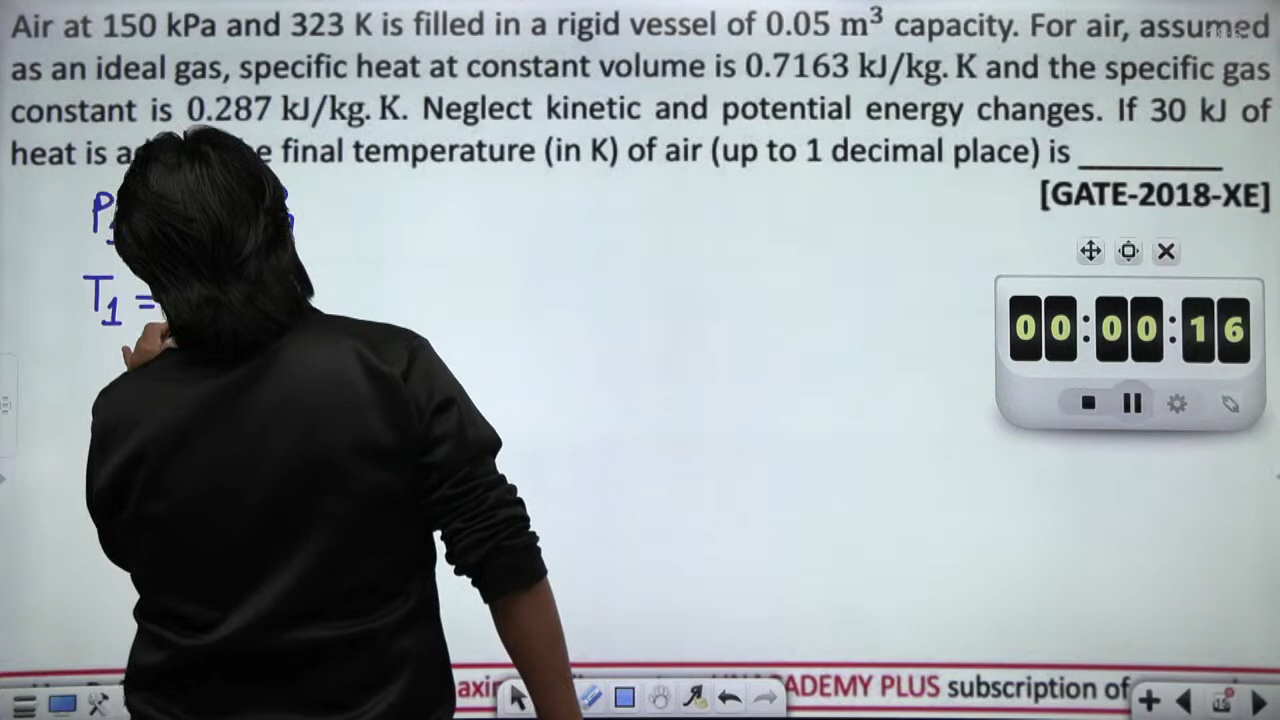 Air at 150 kPa and 323 K is filled in a rigid vessel of 0.05 m³ capacity. For air, assumed
as an ideal gas, specific heat at constant volume is 0.7163 kJ/kg. K and the specific gas
constant is 0.287 kJ/kg. K. Neglect kinetic and potential energy changes. If 30 kJ of
heat is final temperature (in K) of air (up to 1 decimal place) is ________
[GATE-2018-XE]
P₁
T₁ =
00:00:16
ADEMY PLUS subscription of